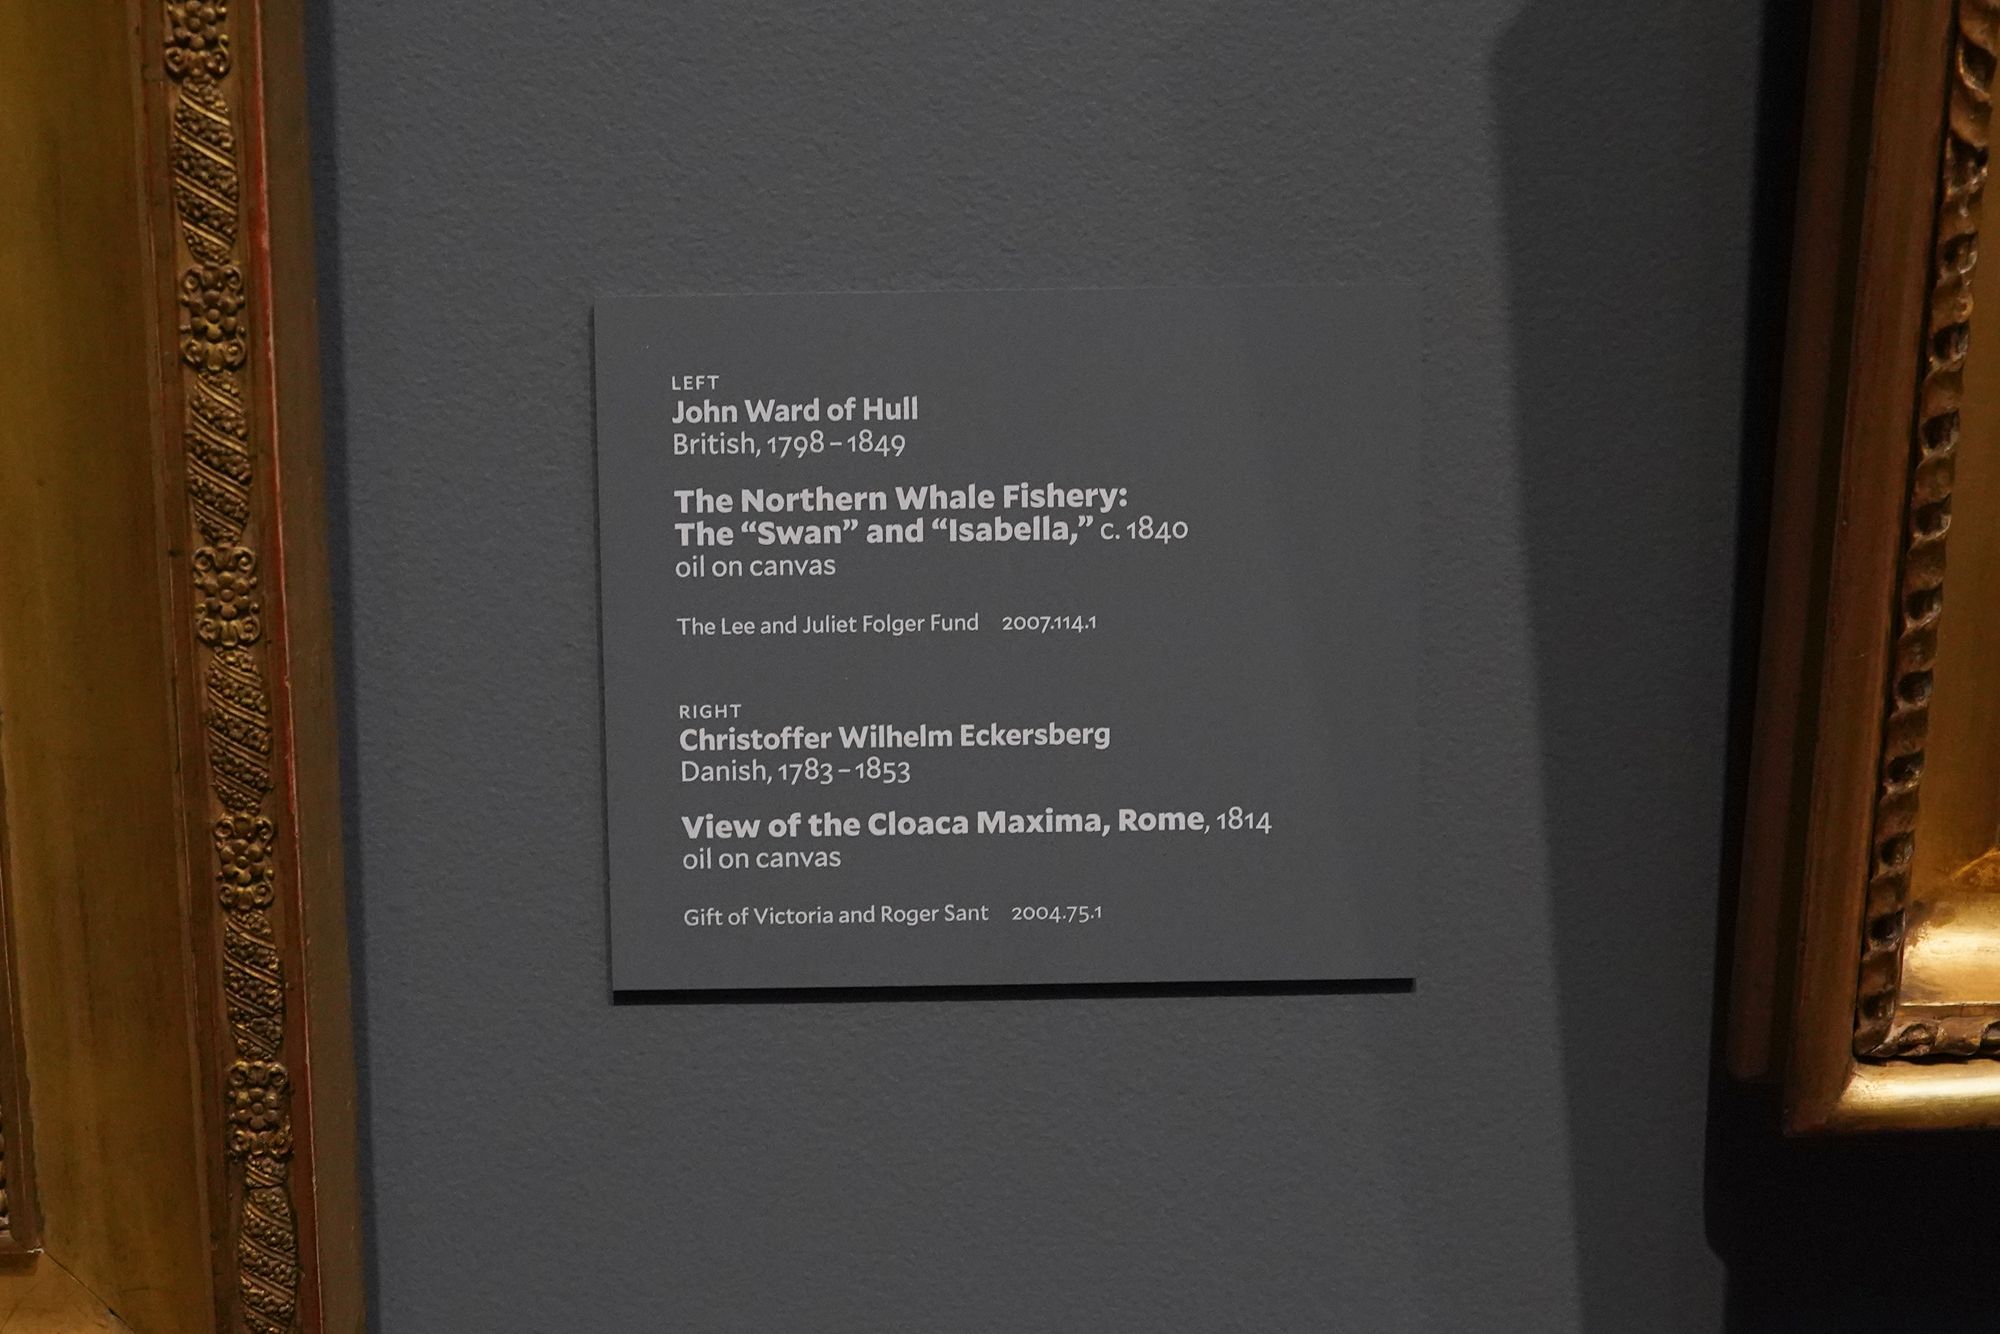 LEFT
John Ward of Hull
British, 1798–1849
The Northern Whale Fishery:
The “Swan” and “Isabella,” c. 1840
oil on canvas
The Lee and Juliet Folger Fund 2007.114.1
RIGHT
Christoffer Wilhelm Eckersberg
Danish, 1783–1853
View of the Cloaca Maxima, Rome, 1814
oil on canvas
Gift of Victoria and Roger Sant 2004.75.1